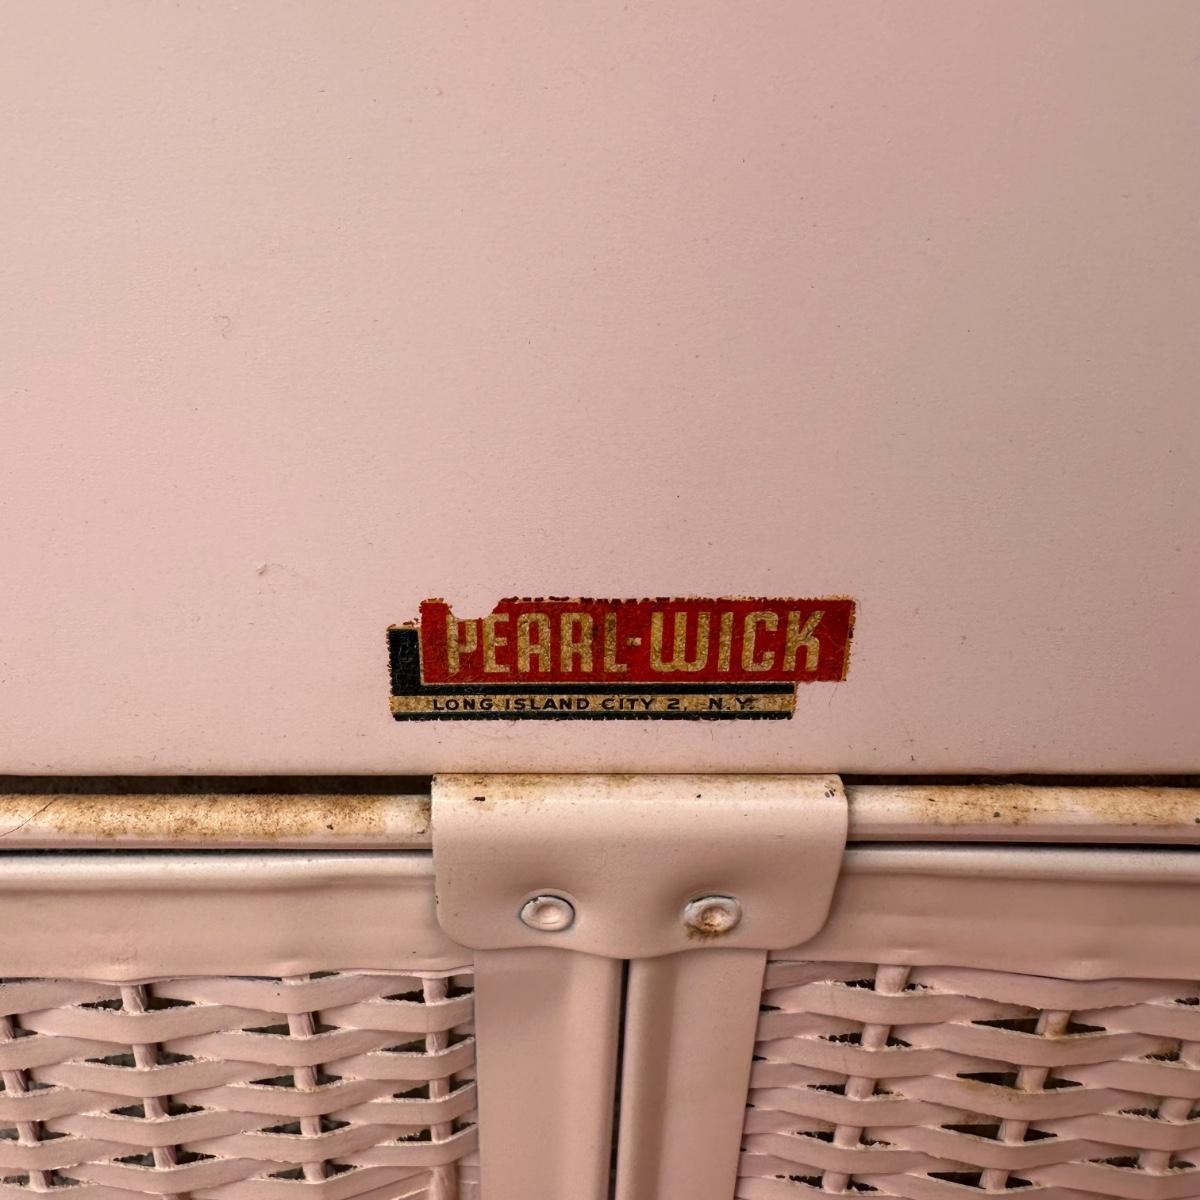 PEARL-WICK
LONG ISLAND CITY 2, N.Y.